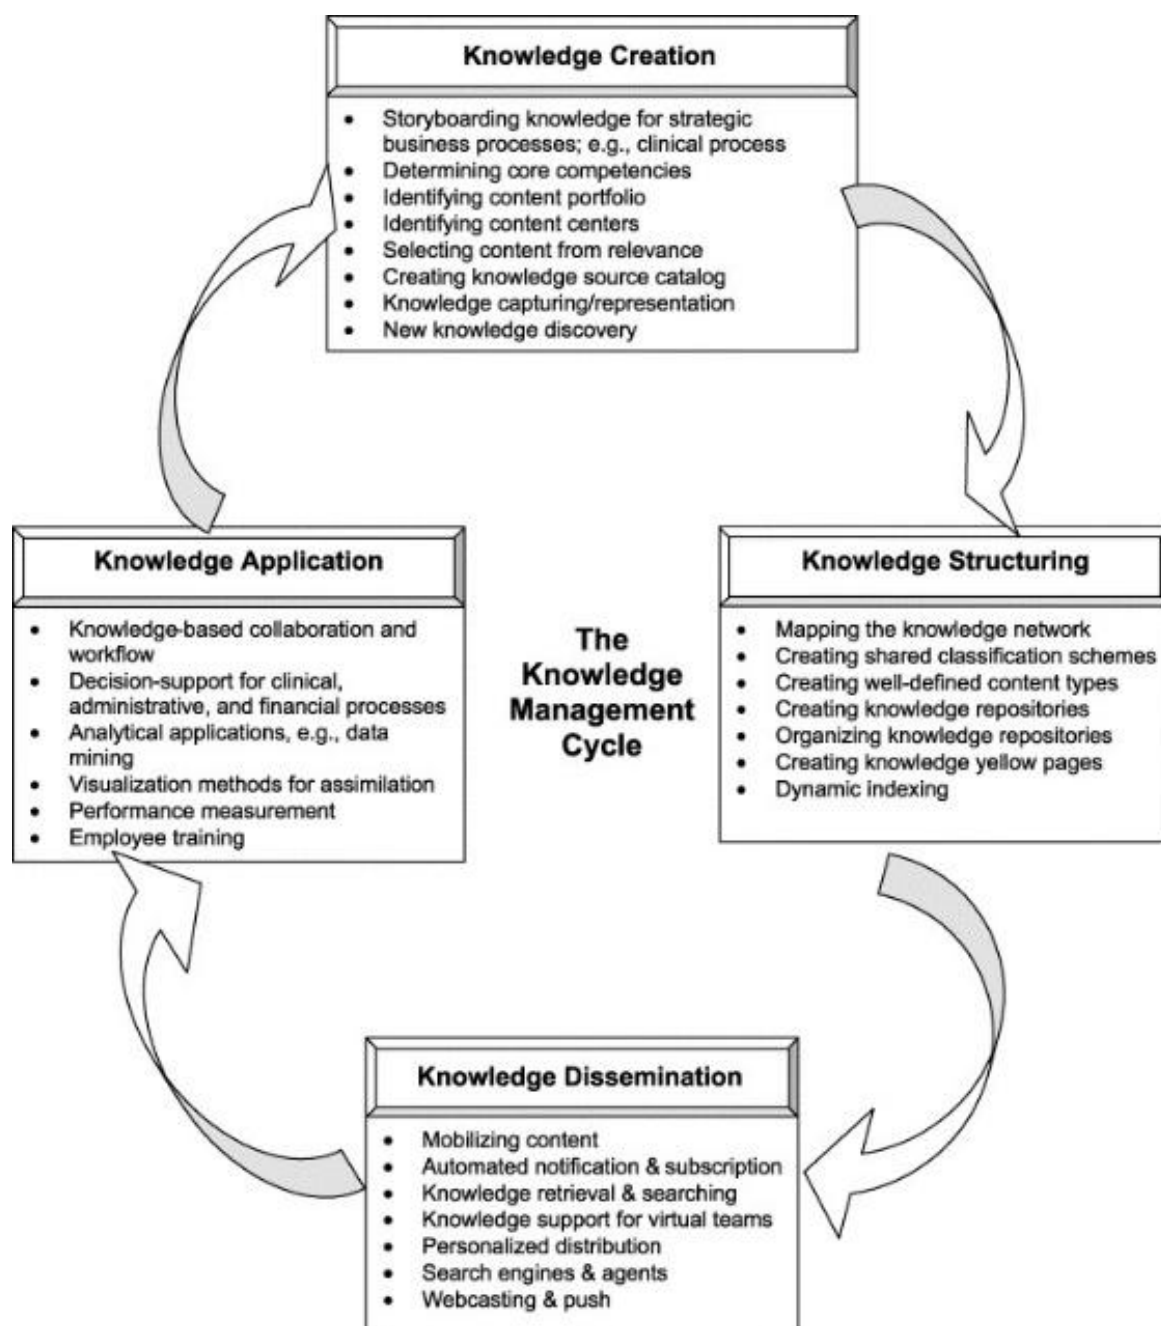 Knowledge Creation
• Storyboarding knowledge for strategic
business processes; e.g., clinical process
• Determining core competencies
• Identifying content portfolio
• Identifying content centers
• Selecting content from relevance
• Creating knowledge source catalog
• Knowledge capturing/representation
• New knowledge discovery
Knowledge Application
• Knowledge-based collaboration and
workflow
• Decision-support for clinical,
administrative, and financial processes
• Analytical applications, e.g., data
mining
• Visualization methods for assimilation
• Performance measurement
• Employee training
The
Knowledge
Management
Cycle
Knowledge Structuring
• Mapping the knowledge network
• Creating shared classification schemes
• Creating well-defined content types
• Creating knowledge repositories
• Organizing knowledge repositories
• Creating knowledge yellow pages
• Dynamic indexing
Knowledge Dissemination
• Mobilizing content
• Automated notification & subscription
• Knowledge retrieval & searching
• Knowledge support for virtual teams
• Personalized distribution
• Search engines & agents
• Webcasting & push